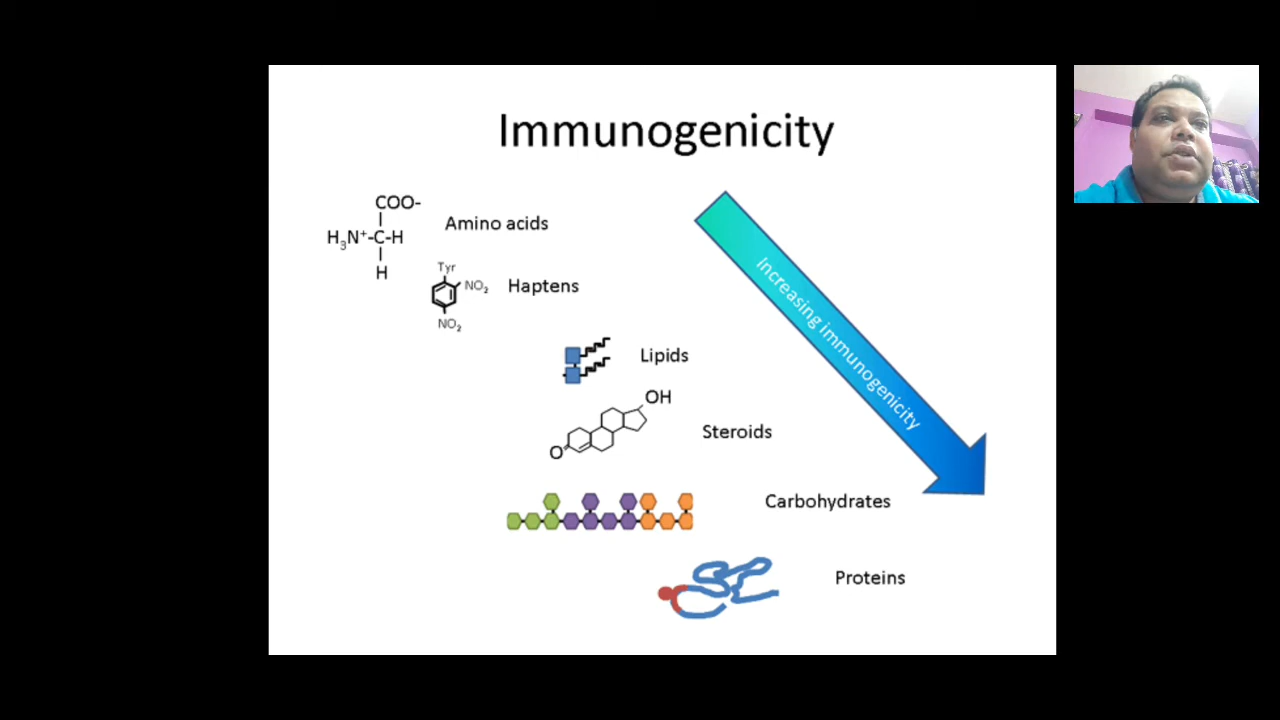 Immunogenicity
COO-
H₃N⁺-C-H
H
Amino acids
Tyr
NO₂
NO₂
Haptens
Lipids
OH
O
Steroids
Carbohydrates
Proteins
Increasing immunogenicity